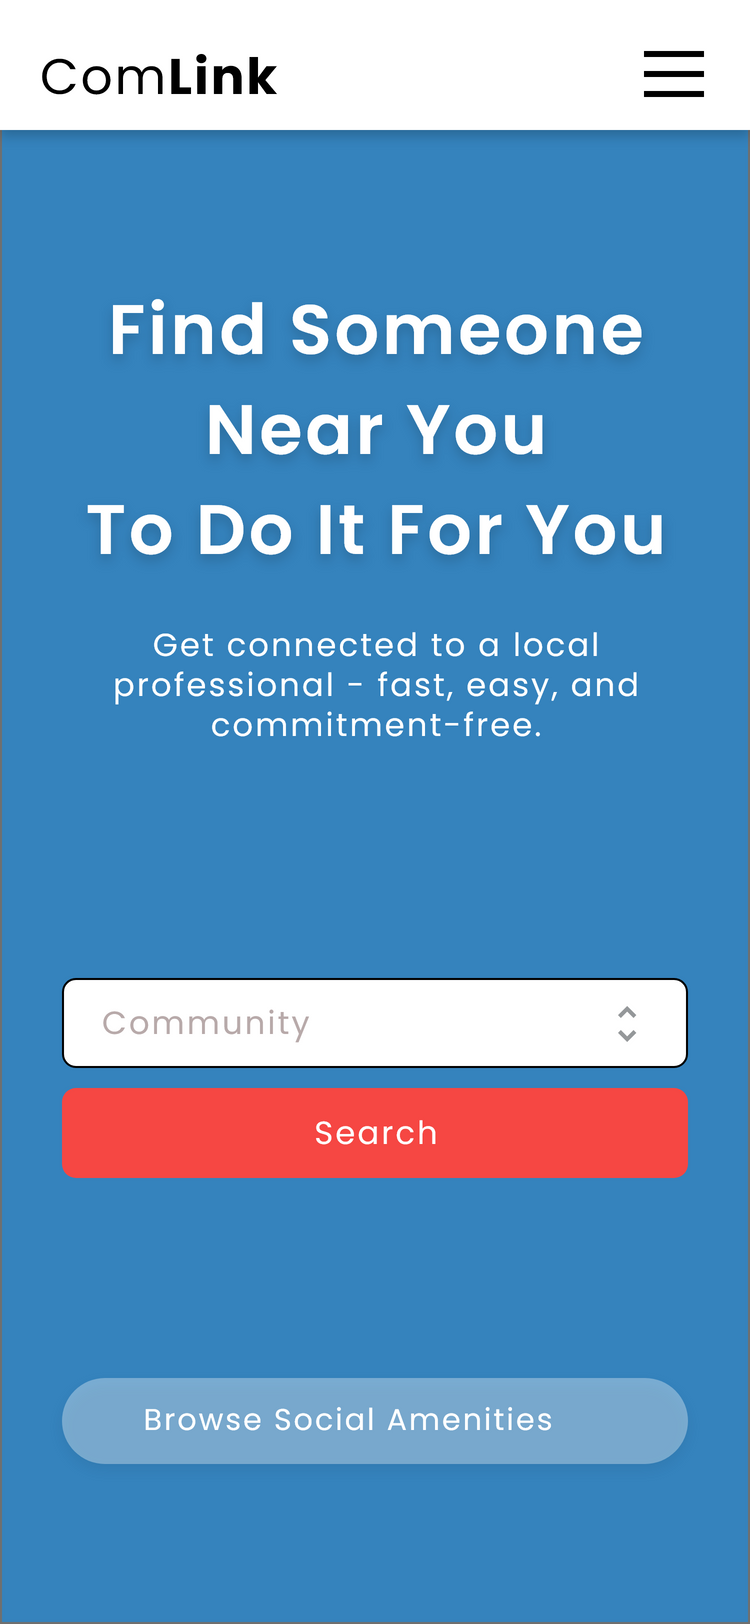 ComLink
Find Someone
Near You
To Do It For You
Get connected to a local
professional - fast, easy, and
commitment-free.
Community
Search
Browse Social Amenities